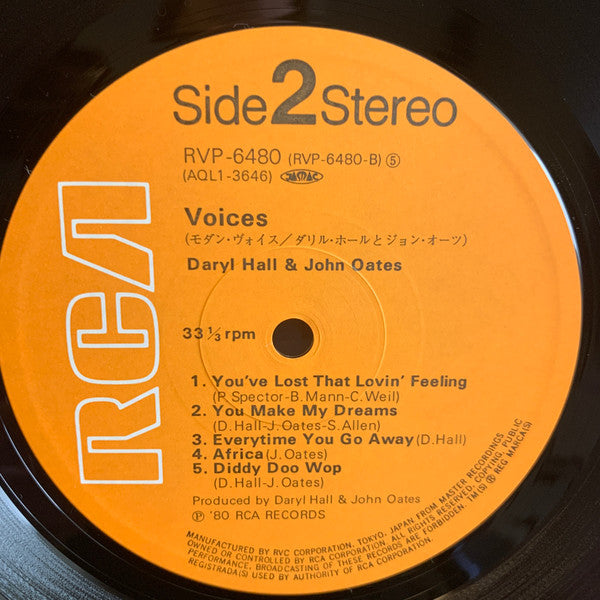 Side 2 Stereo
RVP-6480 (RVP-6480-B) ⑤
(AQL1-3646) JASRAC
Voices
(モダン・ヴォイス/ダリル・ホールとジョン・オーツ)
Daryl Hall & John Oates
33 1/3 rpm
1. You've Lost That Lovin' Feeling
(P. Spector-B. Mann-C. Weil)
2. You Make My Dreams
(D. Hall-J. Oates-S. Allen)
3. Everytime You Go Away (D. Hall)
4. Africa (J. Oates)
5. Diddy Doo Wop
(D. Hall-J. Oates)
Produced by Daryl Hall & John Oates
Ⓟ '80 RCA RECORDS
MANUFACTURED BY RVC CORPORATION, TOKYO, JAPAN FROM MASTER RECORDINGS
OWNED OR CONTROLLED BY RCA CORPORATION. ALL RIGHTS RESERVED, COPYING, PUBLIC
PERFORMANCE, BROADCASTING OF THESE RECORDS ARE FORBIDDEN. TM(S) ® REG MARCA(S)
REGISTRADA(S) USED BY AUTHORITY OF RCA CORPORATION.
RCA